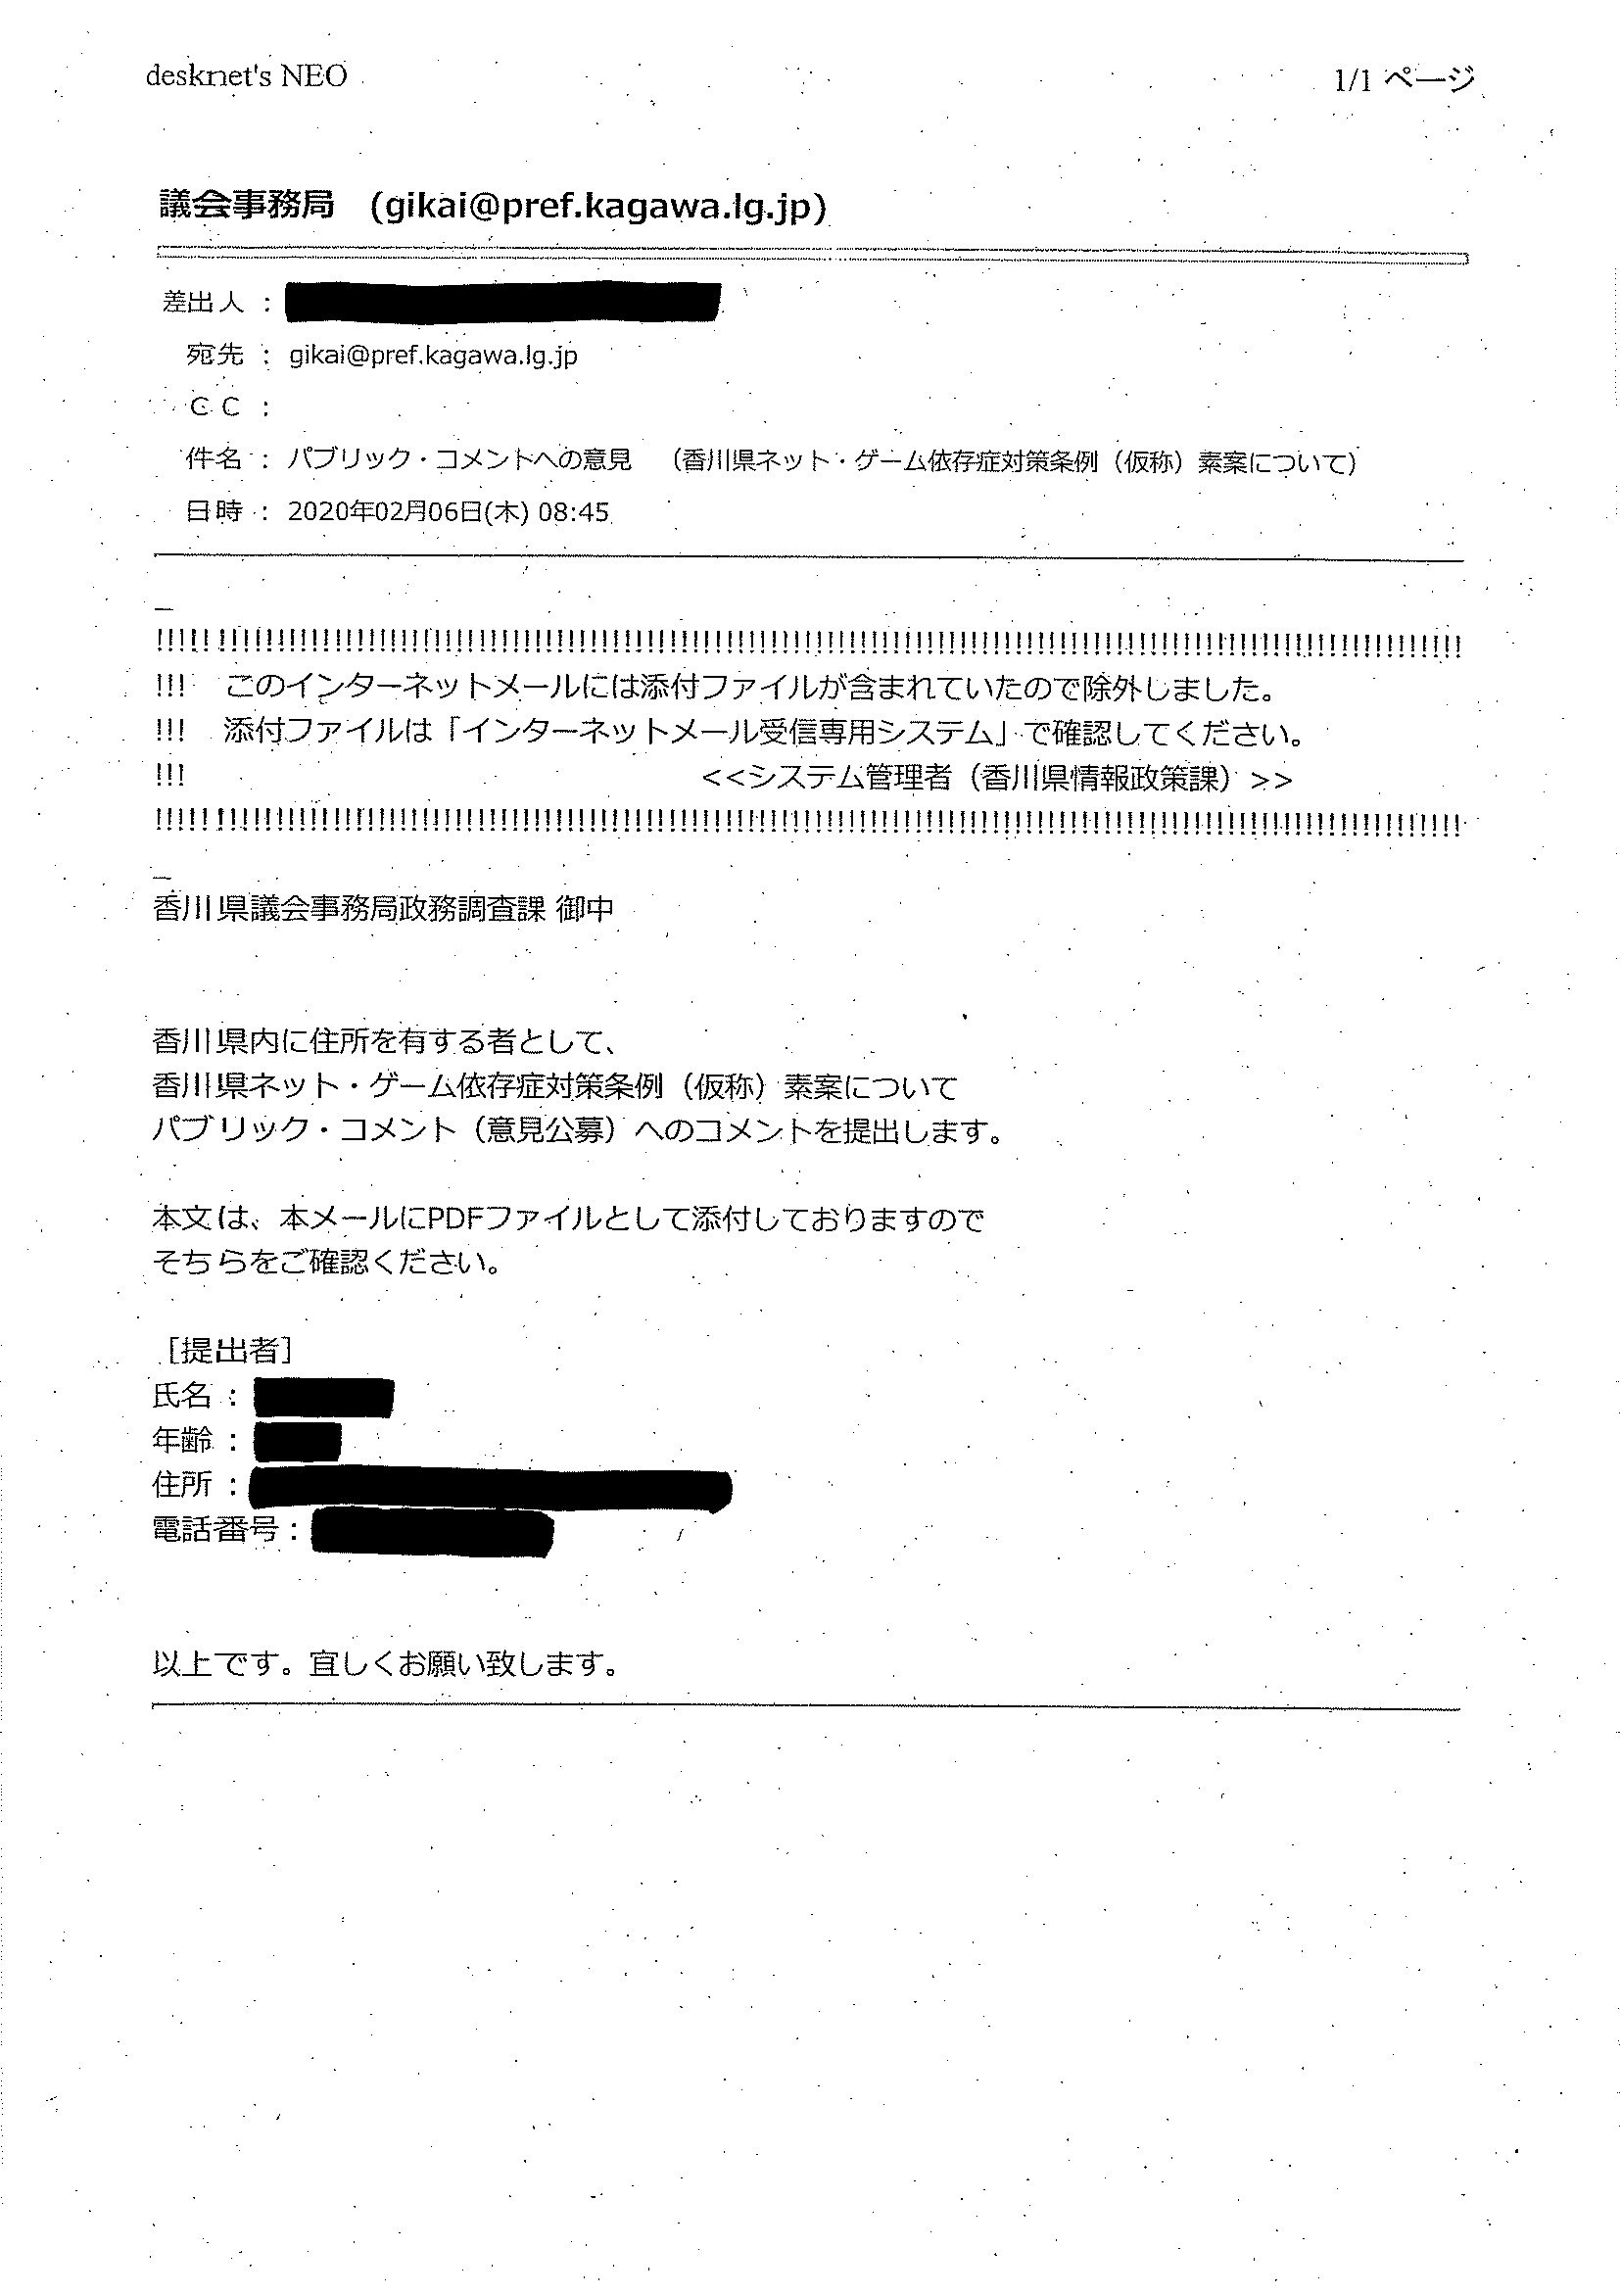 desknet's NEO
1/1 ページ
議会事務局 (gikai@pref.kagawa.lg.jp)
差出人 :
宛先 : gikai@pref.kagawa.lg.jp
CC :
件名 : パブリック・コメントへの意見 (香川県ネット・ゲーム依存症対策条例(仮称)素案について)
日時 : 2020年02月06日(木) 08:45
!!!!!!!!!!!!!!!!!!!!!!!!!!!!!!!!!!!!!!!!!!!!!!!!!!!!!!!!!!!!!!!!!!!!!!!!!!!!!!!!!!!!!!!!!!!!!!!!!!!!!!!!!!!!!!!!
!!! このインターネットメールには添付ファイルが含まれていたので除外しました。
!!! 添付ファイルは「インターネットメール受信専用システム」で確認してください。
!!! <<システム管理者(香川県情報政策課)>>
!!!!!!!!!!!!!!!!!!!!!!!!!!!!!!!!!!!!!!!!!!!!!!!!!!!!!!!!!!!!!!!!!!!!!!!!!!!!!!!!!!!!!!!!!!!!!!!!!!!!!!!!!!!!!!!!
香川県議会事務局政務調査課 御中
香川県内に住所を有する者として、
香川県ネット・ゲーム依存症対策条例(仮称)素案について
パブリック・コメント(意見公募)へのコメントを提出します。
本文は、本メールにPDFファイルとして添付しておりますので
そちらをご確認ください。
[提出者]
氏名:
年齢:
住所:
電話番号:
以上です。宜しくお願い致します。